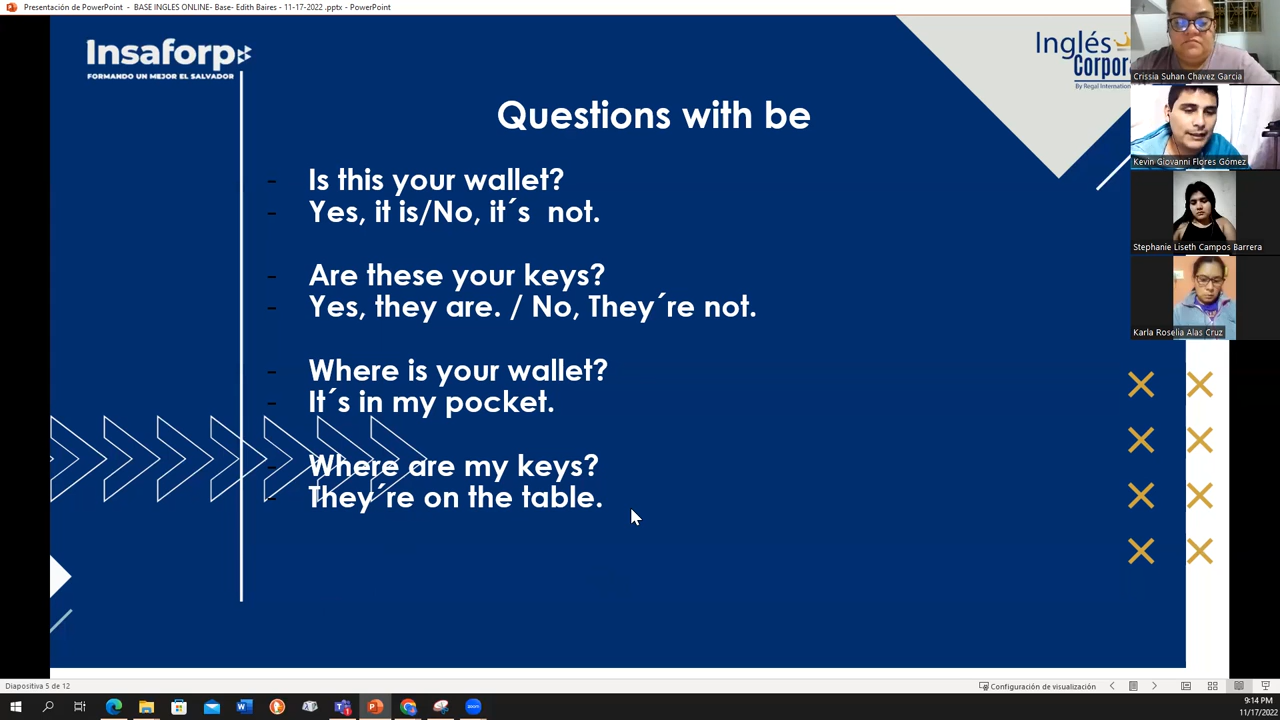 Presentación de PowerPoint - BASE INGLES ONLINE- Base- Edith Baires - 11-17-2022 .pptx - PowerPoint
Insaforp
FORMANDO UN MEJOR EL SALVADOR
Inglés
Corpor
By Regal Internation
Questions with be
- Is this your wallet?
- Yes, it is/No, it´s not.
- Are these your keys?
- Yes, they are. / No, They´re not.
- Where is your wallet?
- It´s in my pocket.
- Where are my keys?
- They´re on the table.
Crissia Suhan Chavez Garcia
Kevin Giovanni Flores Gómez
Stephanie Liseth Campos Barrera
Karla Roselia Alas Cruz
Diapositiva 5 de 12
Configuración de visualización
9:14 PM
11/17/2022